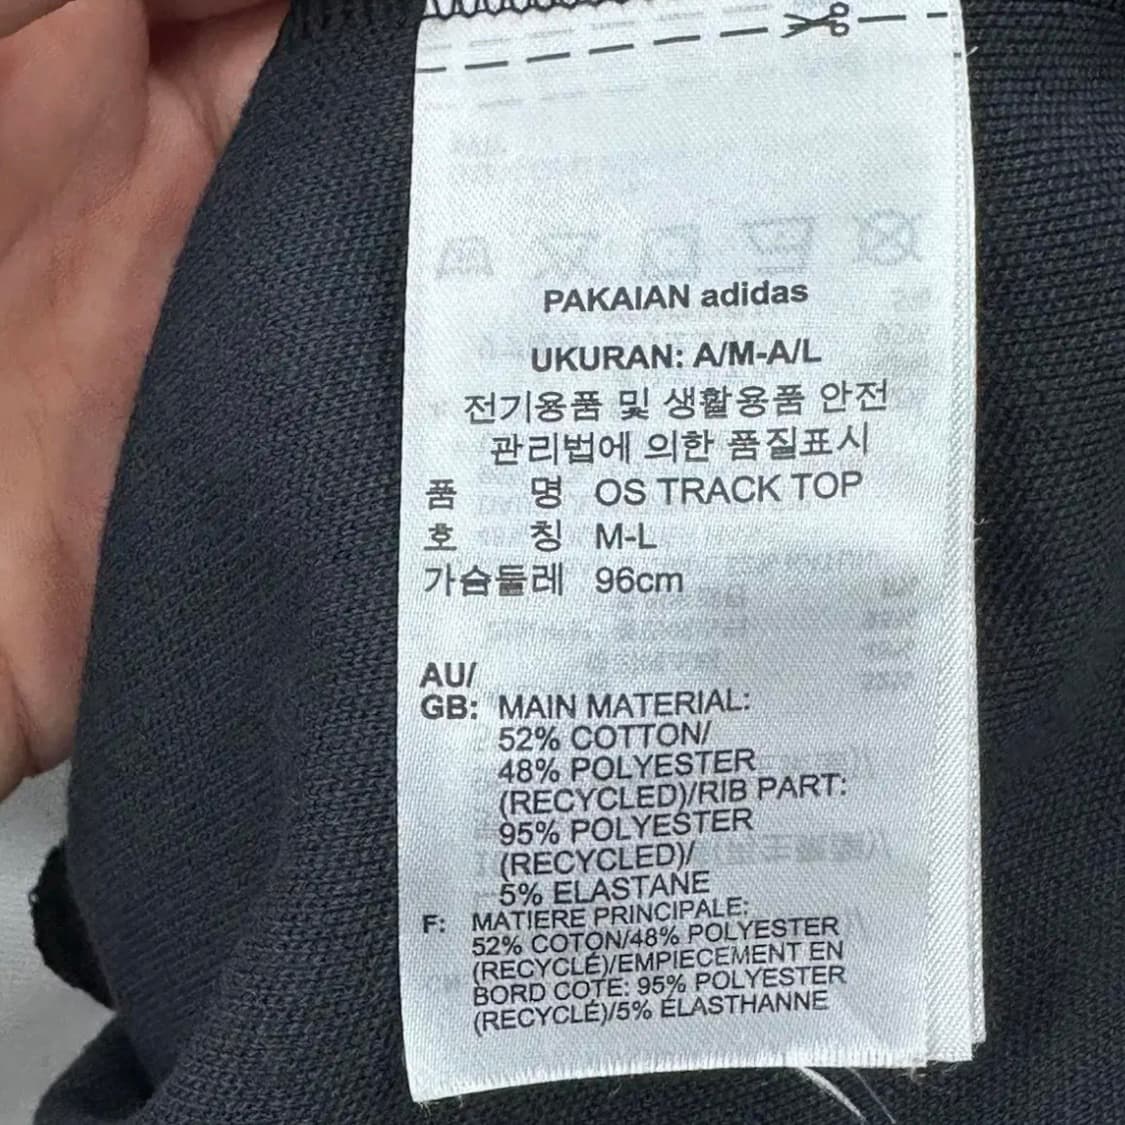 PAKAIAN adidas
UKURAN: A/M-A/L
전기용품 및 생활용품 안전
관리법에 의한 품질표시
품 명 OS TRACK TOP
호 칭 M-L
가슴둘레 96cm
AU/
GB: MAIN MATERIAL:
52% COTTON/
48% POLYESTER
(RECYCLED)/RIB PART:
95% POLYESTER
(RECYCLED)/
5% ELASTANE
F: MATIERE PRINCIPALE:
52% COTON/48% POLYESTER
(RECYCLÉ)/EMPIECEMENT EN
BORD COTE: 95% POLYESTER
(RECYCLÉ)/5% ÉLASTHANNE